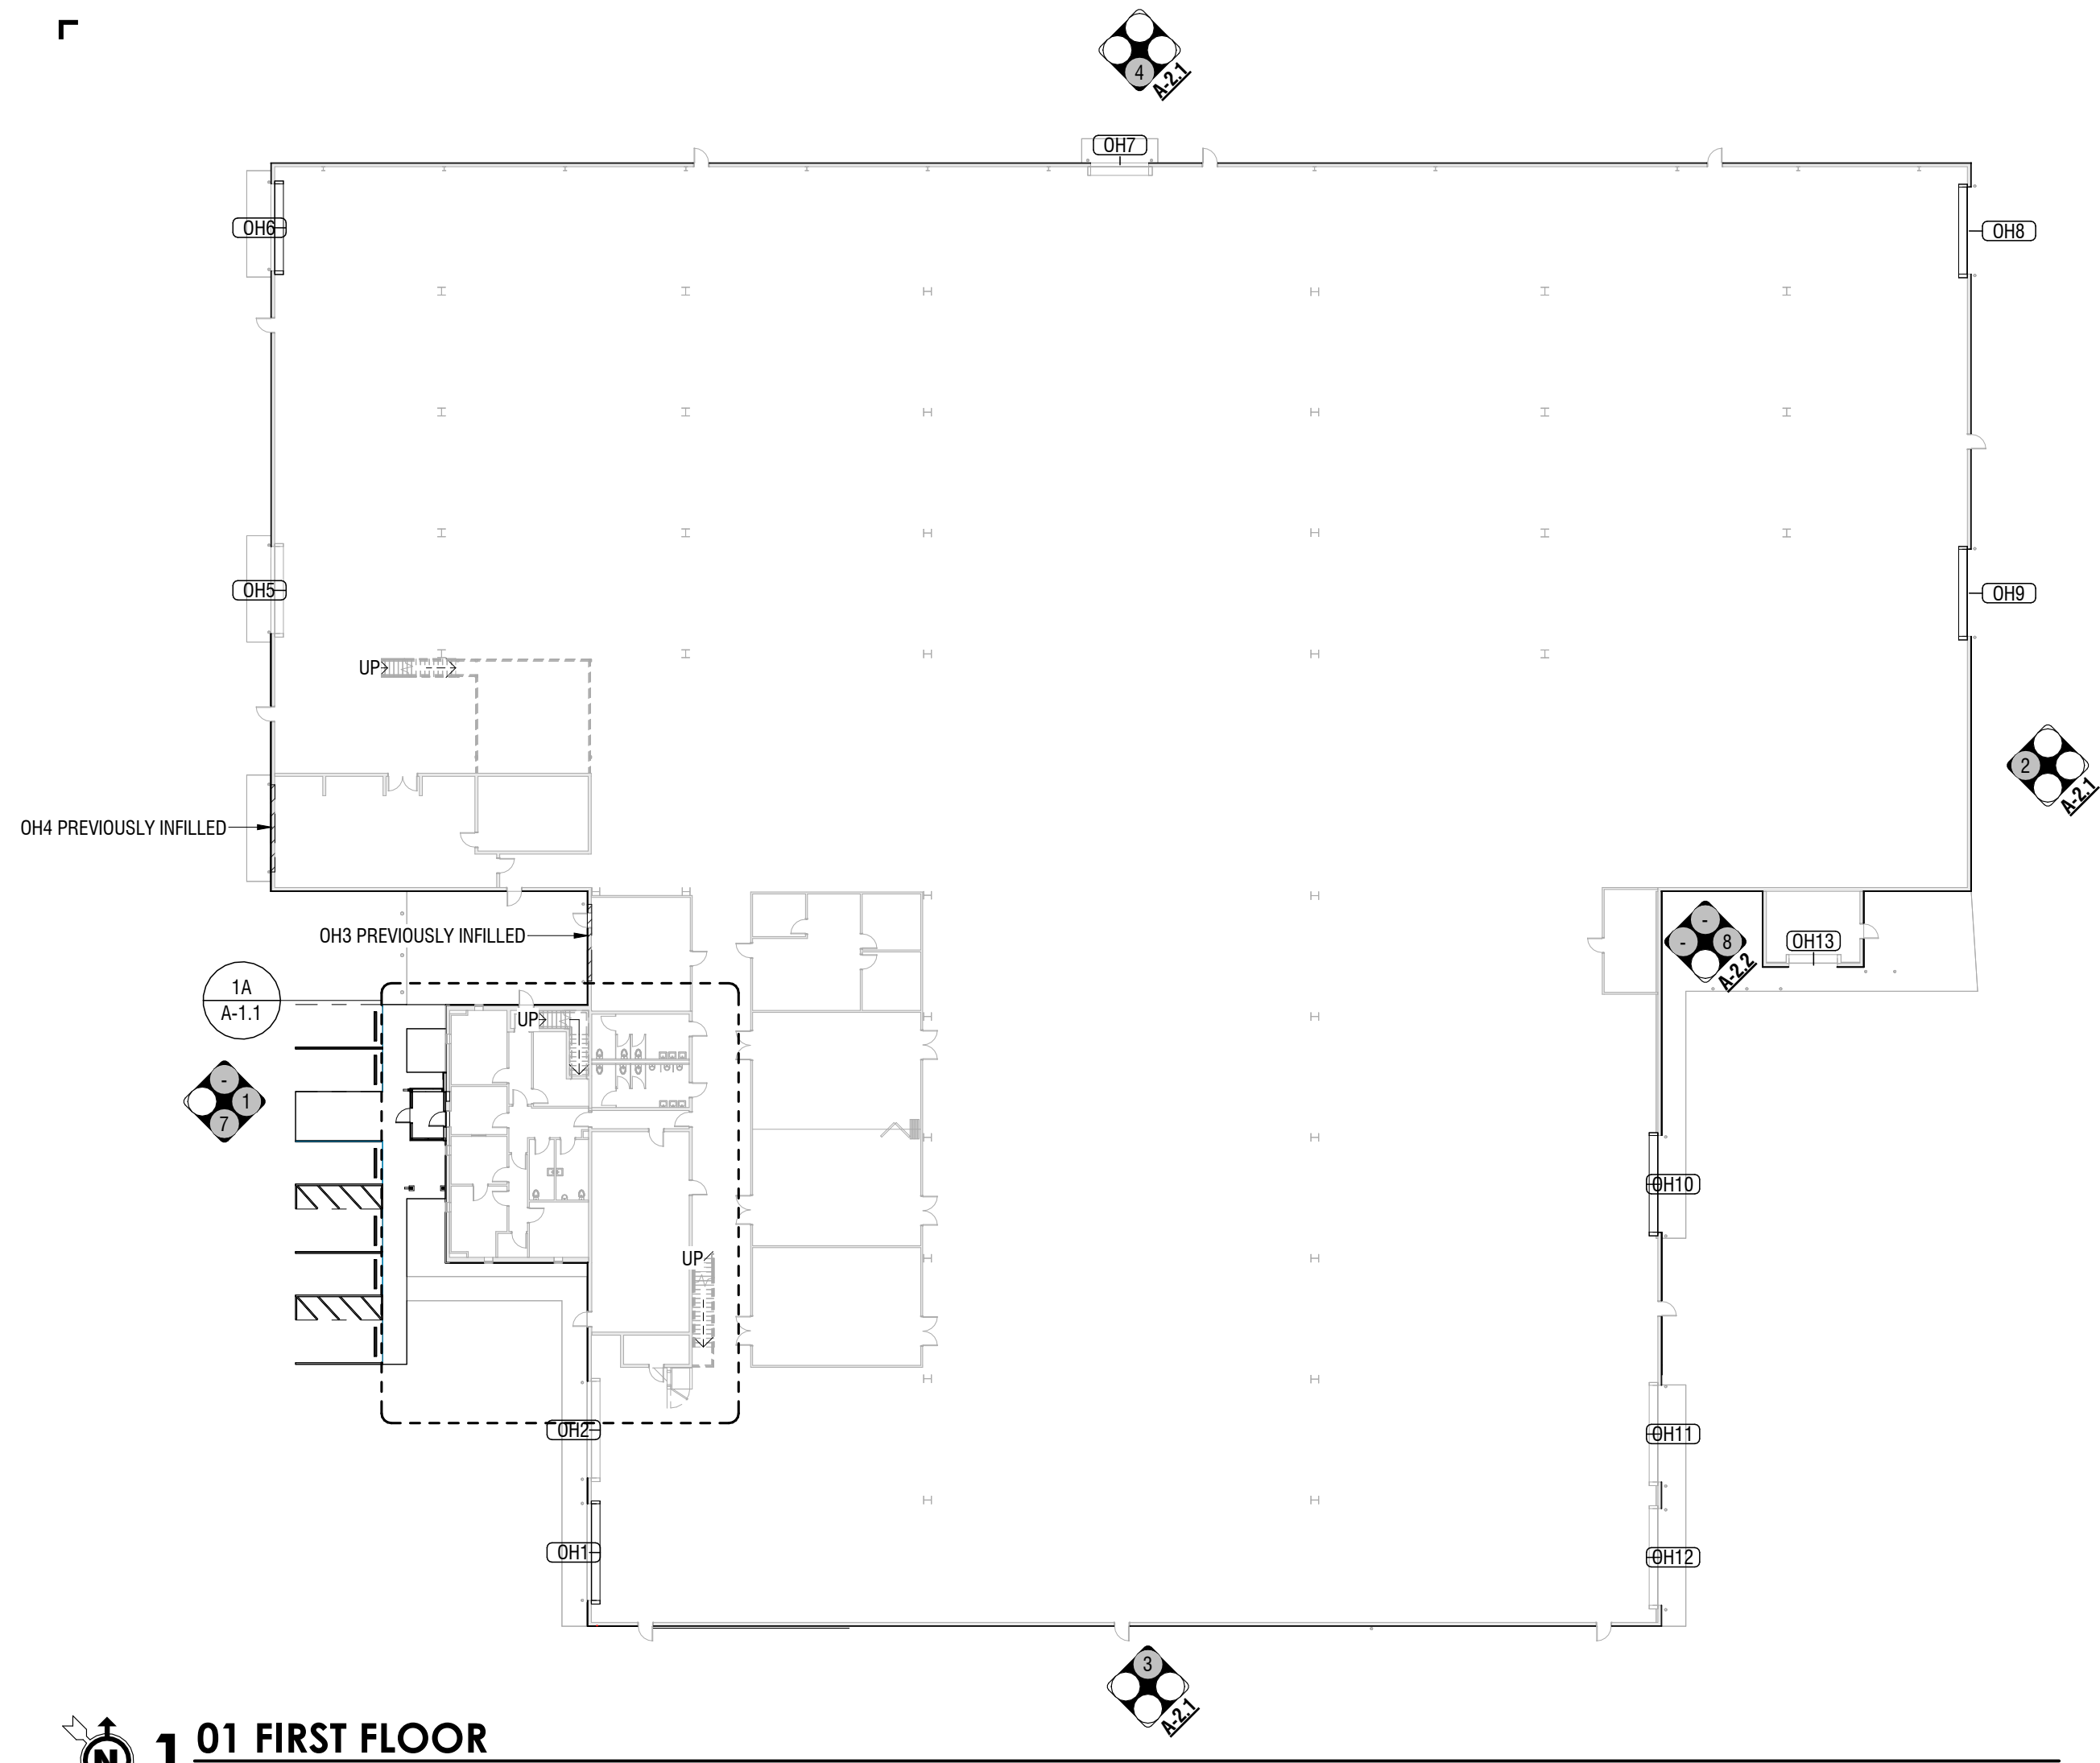 4
A-2.1
OH7
OH6
OH8
OH5
OH9
UP
2
A-2.1
OH4 PREVIOUSLY INFILLED
OH3 PREVIOUSLY INFILLED
-
- 8
A-2.2
OH13
1A
A-1.1
UP
-
1
7
OH10
UP
OH2
OH11
OH1
OH12
3
A-2.1
N
1
01 FIRST FLOOR